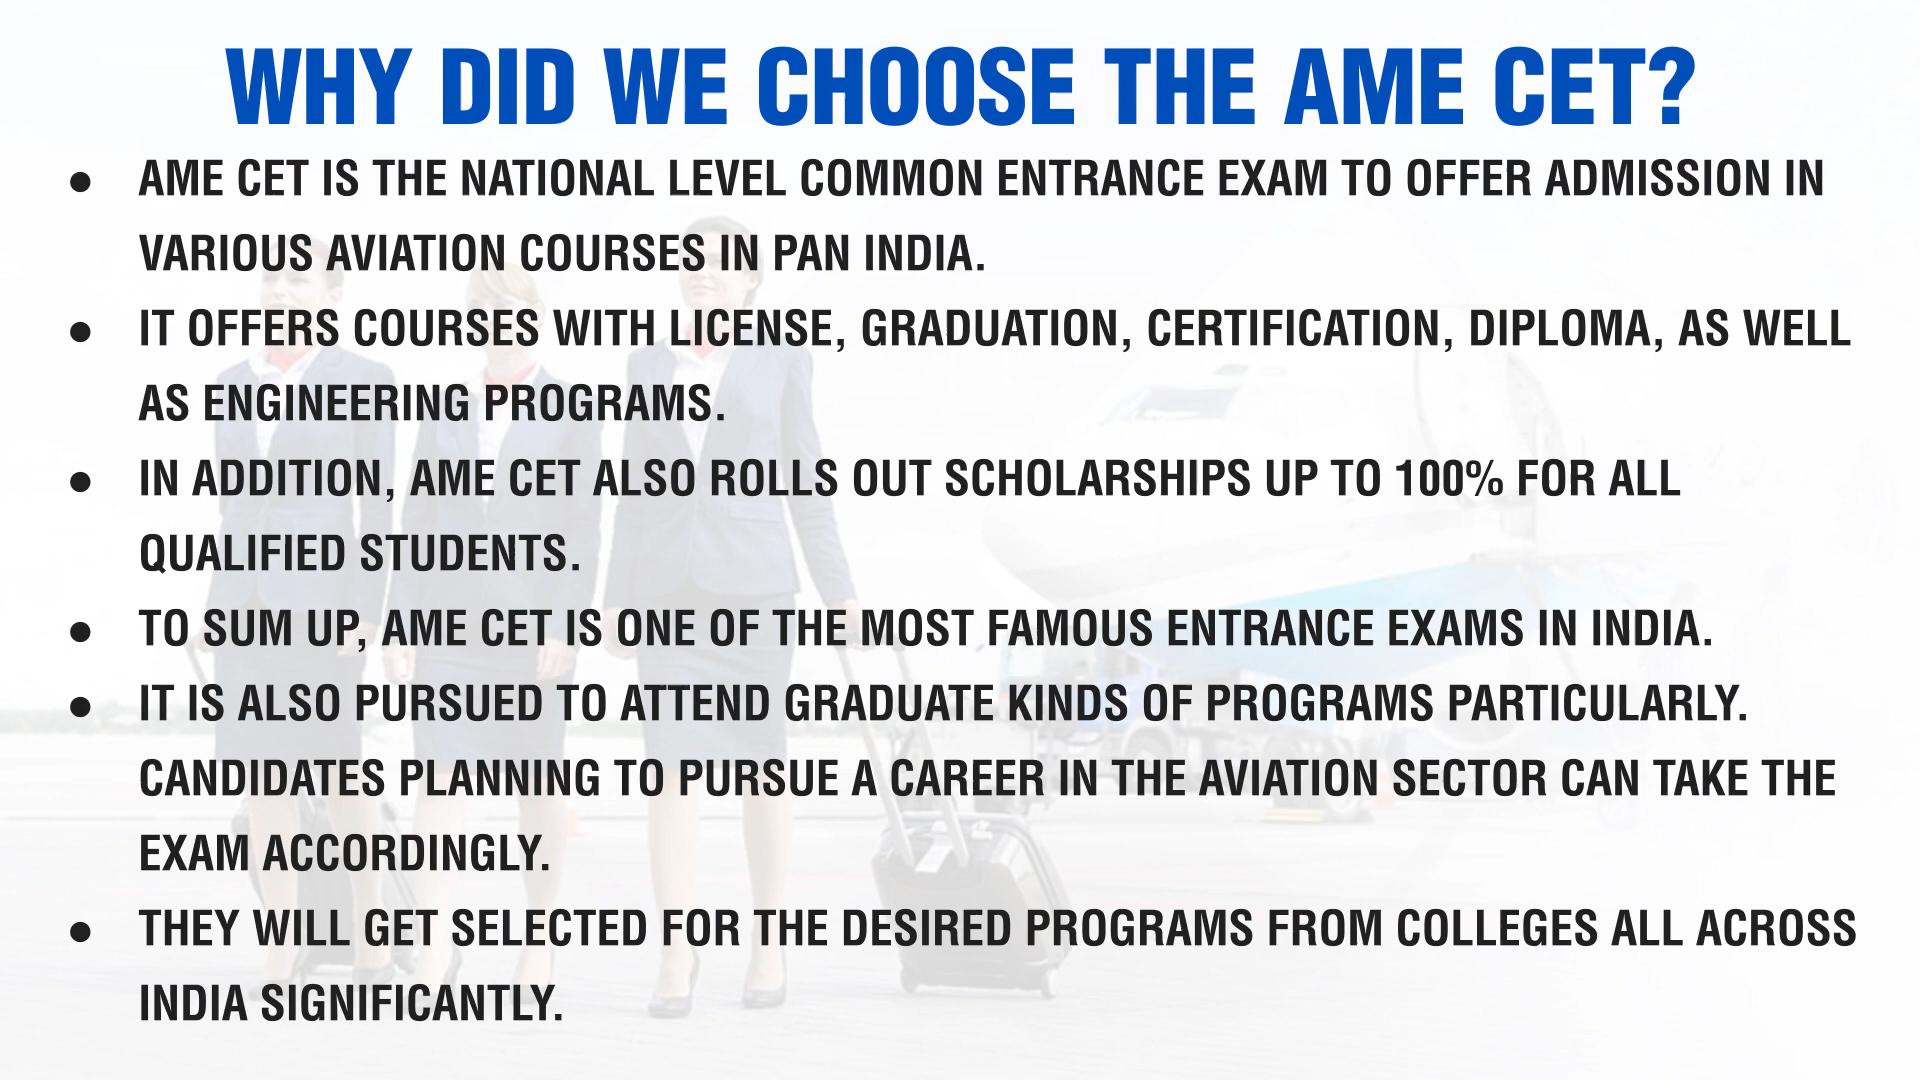 WHY DID WE CHOOSE THE AME CET?
● AME CET IS THE NATIONAL LEVEL COMMON ENTRANCE EXAM TO OFFER ADMISSION IN
VARIOUS AVIATION COURSES IN PAN INDIA.
● IT OFFERS COURSES WITH LICENSE, GRADUATION, CERTIFICATION, DIPLOMA, AS WELL
AS ENGINEERING PROGRAMS.
● IN ADDITION, AME CET ALSO ROLLS OUT SCHOLARSHIPS UP TO 100% FOR ALL
QUALIFIED STUDENTS.
● TO SUM UP, AME CET IS ONE OF THE MOST FAMOUS ENTRANCE EXAMS IN INDIA.
● IT IS ALSO PURSUED TO ATTEND GRADUATE KINDS OF PROGRAMS PARTICULARLY.
CANDIDATES PLANNING TO PURSUE A CAREER IN THE AVIATION SECTOR CAN TAKE THE
EXAM ACCORDINGLY.
● THEY WILL GET SELECTED FOR THE DESIRED PROGRAMS FROM COLLEGES ALL ACROSS
INDIA SIGNIFICANTLY.